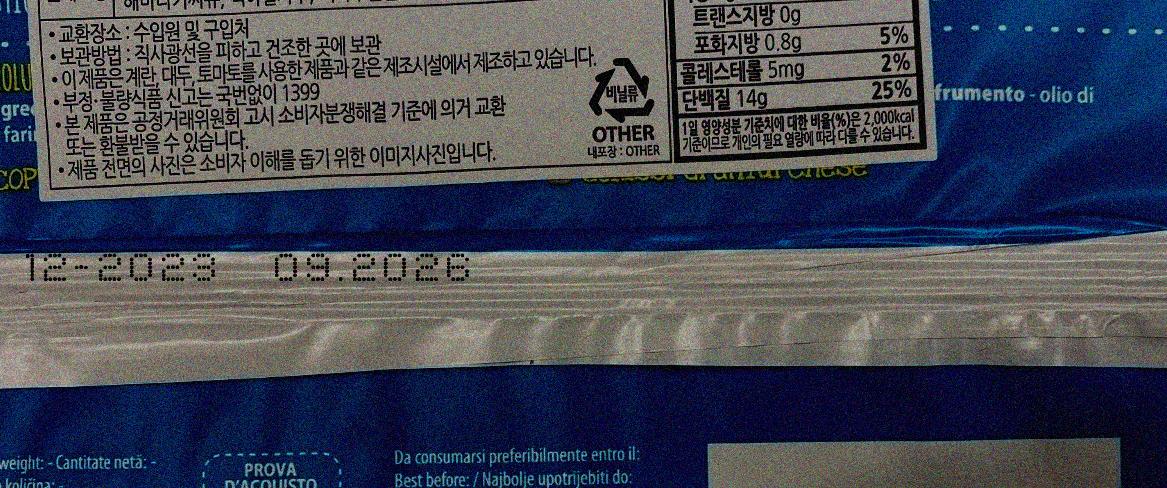 • 교환장소 : 수입원 및 구입처
• 보관방법 : 직사광선을 피하고 건조한 곳에 보관
• 이 제품은 계란, 대두, 토마토를 사용한 제품과 같은 제조시설에서 제조하고 있습니다.
• 부정·불량식품 신고는 국번없이 1399
• 본 제품은 공정거래위원회 고시 소비자분쟁해결 기준에 의거 교환
또는 환불받을 수 있습니다.
• 제품 전면의 사진은 소비자 이해를 돕기 위한 이미지사진입니다.
비닐류
OTHER
내포장 : OTHER
트랜스지방 0g
포화지방 0.8g 5%
콜레스테롤 5mg 2%
단백질 14g 25%
1일 영양성분 기준치에 대한 비율(%)은 2,000kcal
기준이므로 개인의 필요 열량에 따라 다를 수 있습니다.
frumento - olio di
12-2023 09.2026
weight: - Cantitate netă: -
količina: -
PROVA
D'ACQUISTO
Da consumarsi preferibilmente entro il:
Best before: / Najbolje upotrijebiti do: